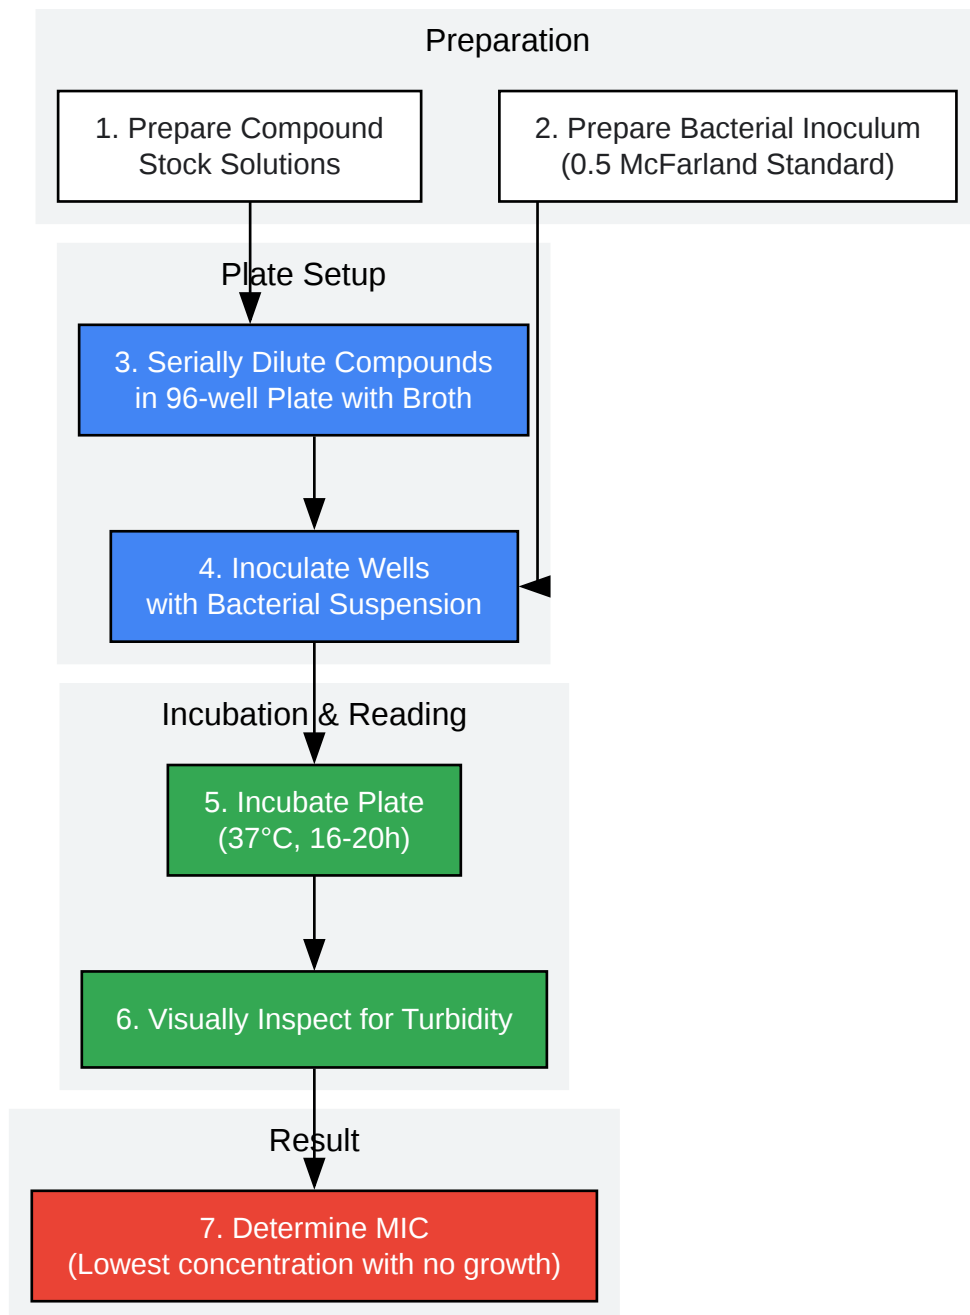 Preparation
1. Prepare Compound
Stock Solutions
2. Prepare Bacterial Inoculum
(0.5 McFarland Standard)
Plate Setup
3. Serially Dilute Compounds
in 96-well Plate with Broth
4. Inoculate Wells
with Bacterial Suspension
Incubation & Reading
5. Incubate Plate
(37°C, 16-20h)
6. Visually Inspect for Turbidity
Result
7. Determine MIC
(Lowest concentration with no growth)